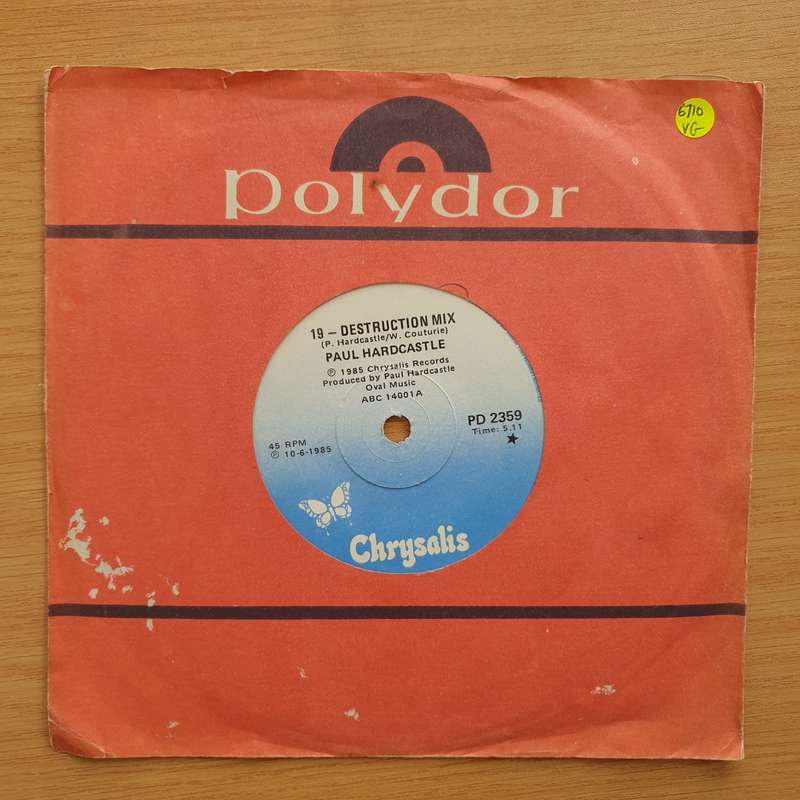 6710
VG
polydor
19 – DESTRUCTION MIX
(P. Hardcastle/W. Couturie)
PAUL HARDCASTLE
℗ 1985 Chrysalis Records
Produced by Paul Hardcastle
Oval Music
ABC 14001A
PD 2359
Time: 5.11
45 RPM
℗ 10-6-1985
Chrysalis